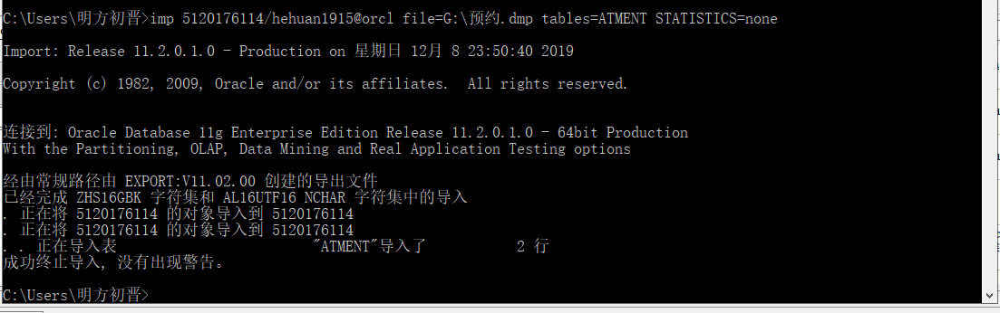 C:\Users\明方初晋>imp 5120176114/hehuan1915@orcl file=G:\预约.dmp tables=ATMENT STATISTICS=none
Import: Release 11.2.0.1.0 - Production on 星期日 12月 8 23:50:40 2019
Copyright (c) 1982, 2009, Oracle and/or its affiliates.  All rights reserved.
连接到: Oracle Database 11g Enterprise Edition Release 11.2.0.1.0 - 64bit Production
With the Partitioning, OLAP, Data Mining and Real Application Testing options
经由常规路径由 EXPORT:V11.02.00 创建的导出文件
已经完成 ZHS16GBK 字符集和 AL16UTF16 NCHAR 字符集中的导入
. 正在将 5120176114 的对象导入到 5120176114
. 正在将 5120176114 的对象导入到 5120176114
. . 正在导入表                        "ATMENT"导入了           2 行
成功终止导入, 没有出现警告。
C:\Users\明方初晋>